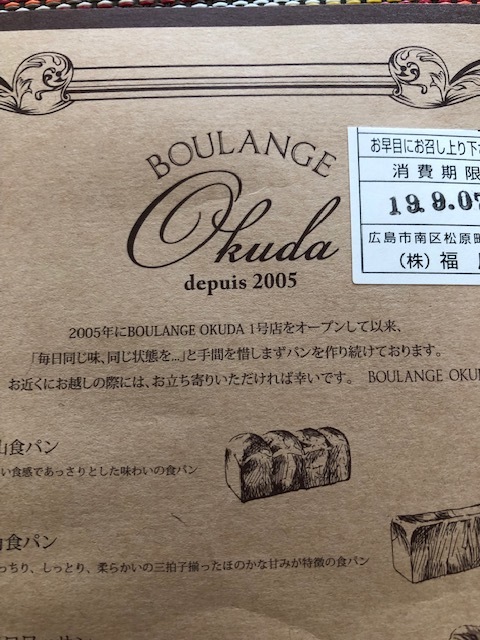 BOULANGE
Okuda
depuis 2005
お早目にお召し上り下さ
消費期限
19.9.07
広島市南区松原町
(株) 福
2005年にBOULANGE OKUDA 1号店をオープンして以来、
「毎日同じ味、同じ状態を...」と手間を惜しまずパンを作り続けております。
お近くにお越しの際には、お立ち寄りいただければ幸いです。 BOULANGE OKU
山食パン
い食感であっさりとした味わいの食パン
食パン
っちり、しっとり、柔らかいの三拍子揃ったほのかな甘みが特徴の食パン